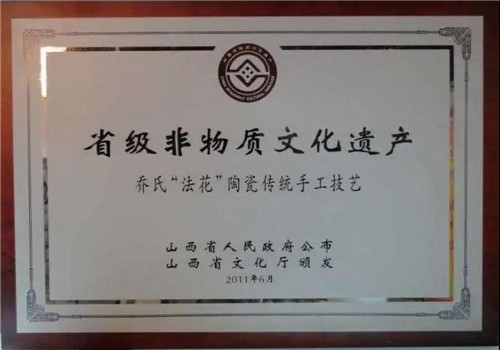 省级非物质文化遗产
乔氏“法花”陶瓷传统手工技艺
山西省人民政府公布
山西省文化厅颁发
2011年6月